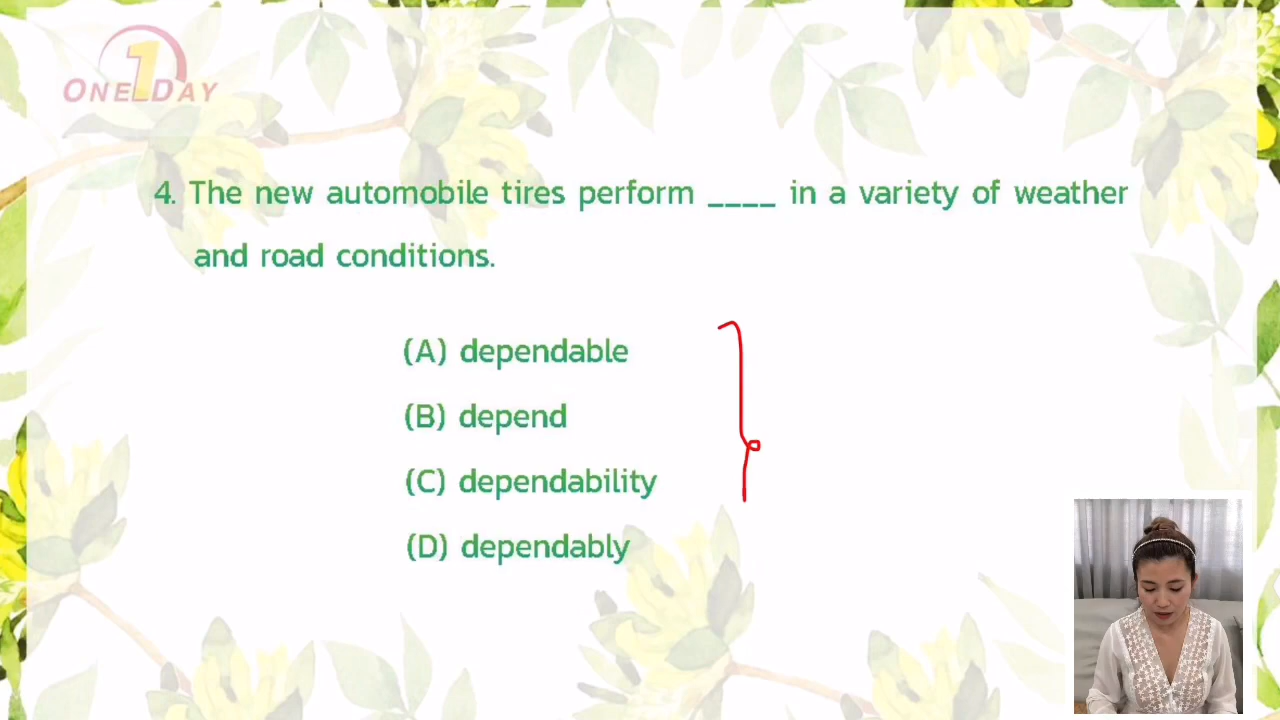 ONE 1 DAY
4. The new automobile tires perform ____ in a variety of weather
and road conditions.
(A) dependable
(B) depend
(C) dependability
(D) dependably